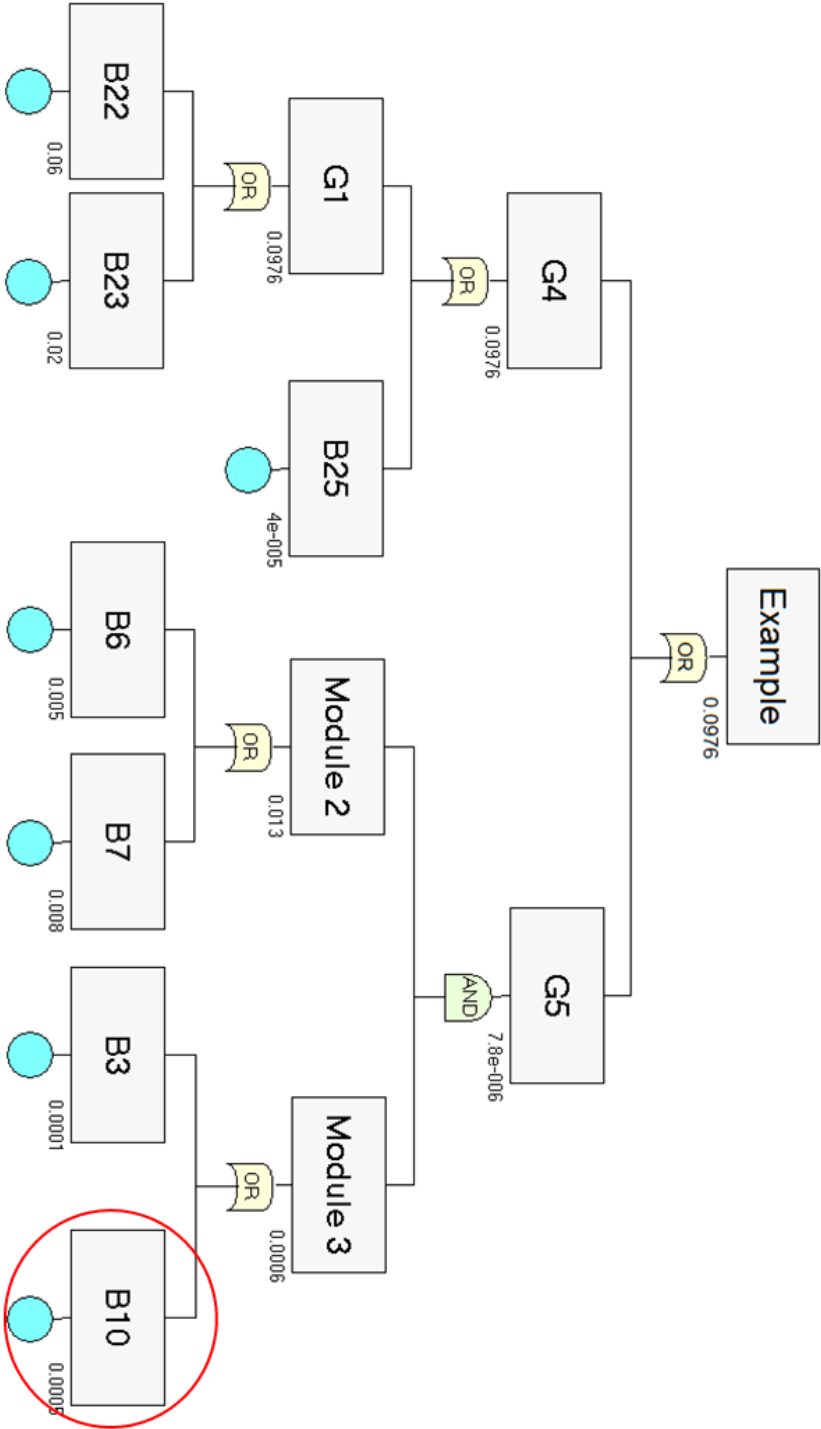 Example
OR
0.0976
G4
OR
0.0976
G5
AND
7.8e-006
G1
OR
0.0976
B25
4e-005
Module 2
OR
0.013
Module 3
OR
0.0006
B22
0.06
B23
0.02
B6
0.005
B7
0.008
B3
0.0001
B10
0.0005